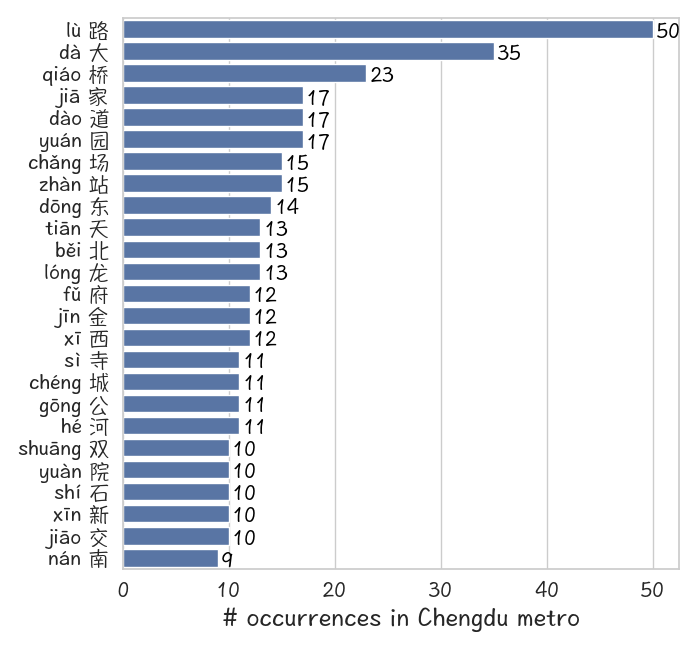 lù 路 50
dà 大 35
qiáo 桥 23
jiā 家 17
dào 道 17
yuán 园 17
chǎng 场 15
zhàn 站 15
dōng 东 14
tiān 天 13
běi 北 13
lóng 龙 13
fǔ 府 12
jīn 金 12
xī 西 12
sì 寺 11
chéng 城 11
gōng 公 11
hé 河 11
shuāng 双 10
yuàn 院 10
shí 石 10
xīn 新 10
jiāo 交 10
nán 南 9
0 10 20 30 40 50
# occurrences in Chengdu metro